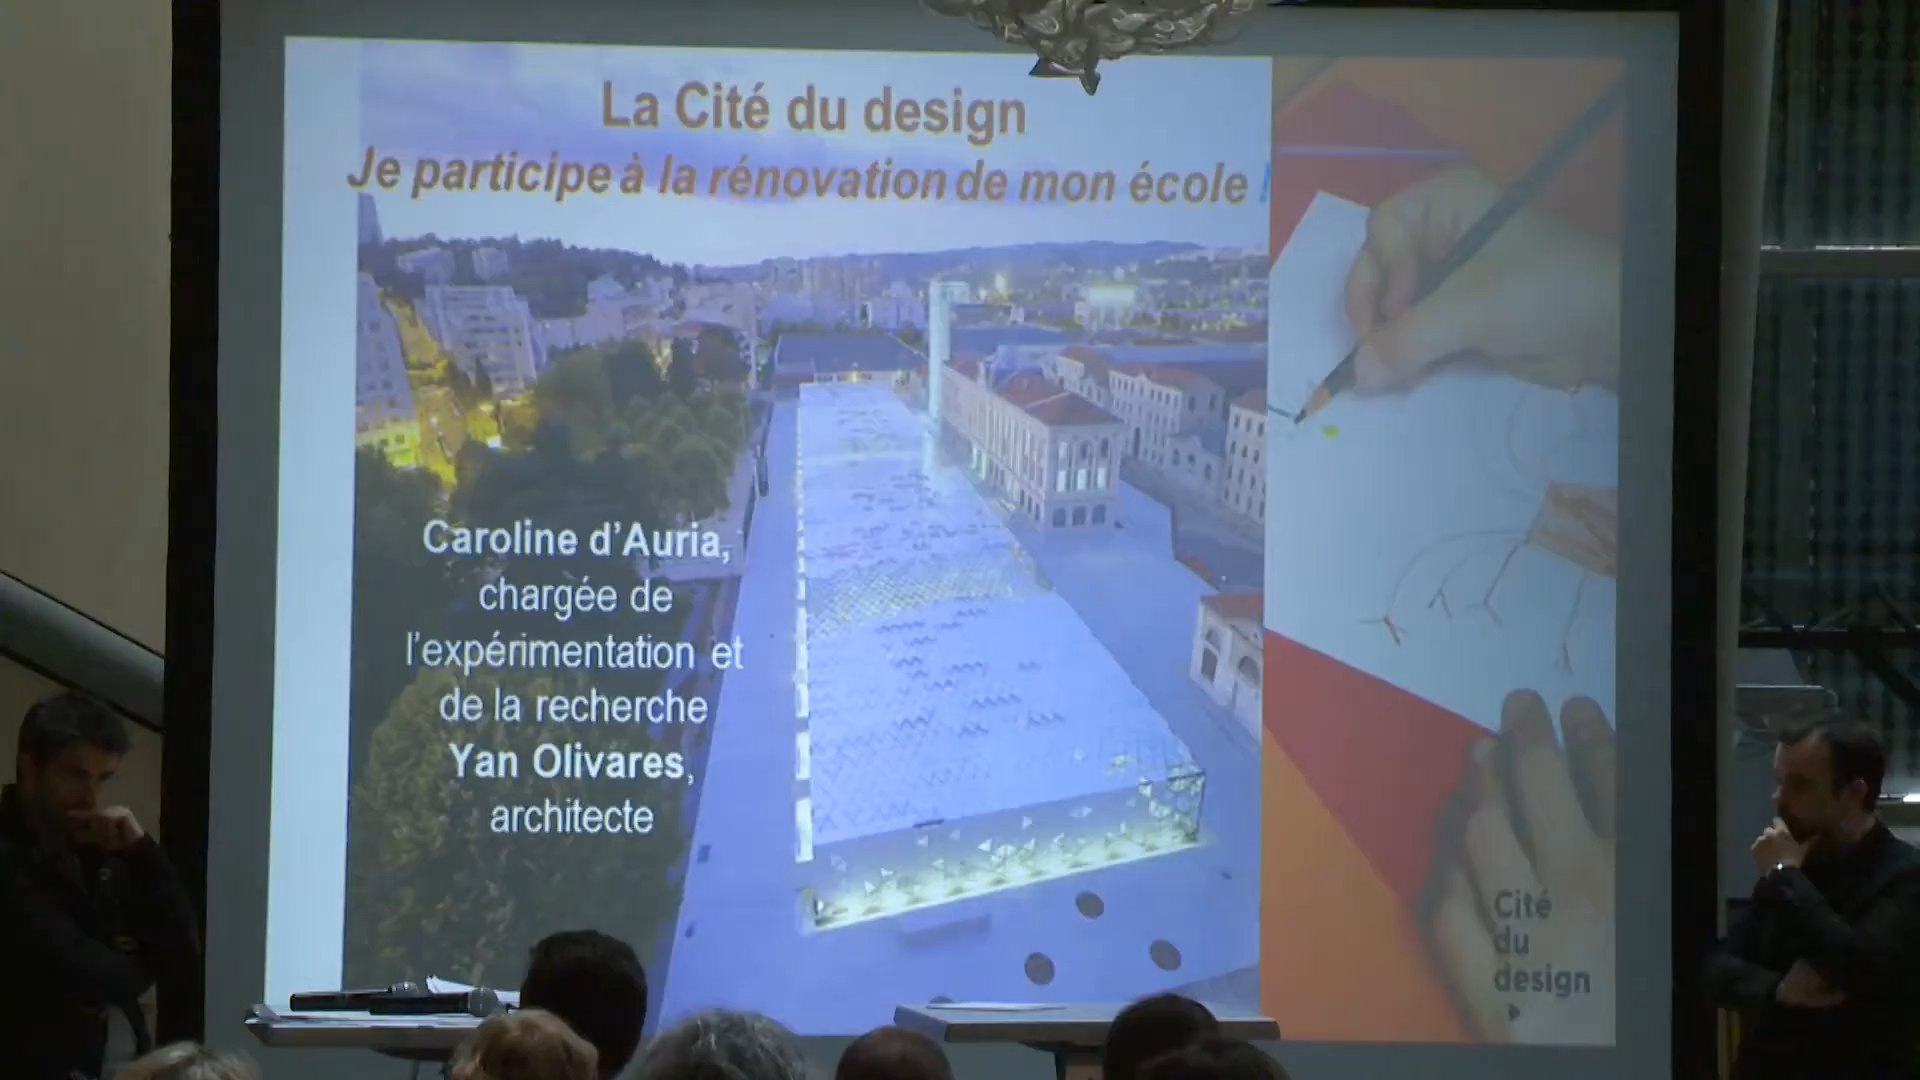 La Cité du design
Je participe à la rénovation de mon école !
Caroline d’Auria,
chargée de
l’expérimentation et
de la recherche
Yan Olivares,
architecte
Cité
du
design